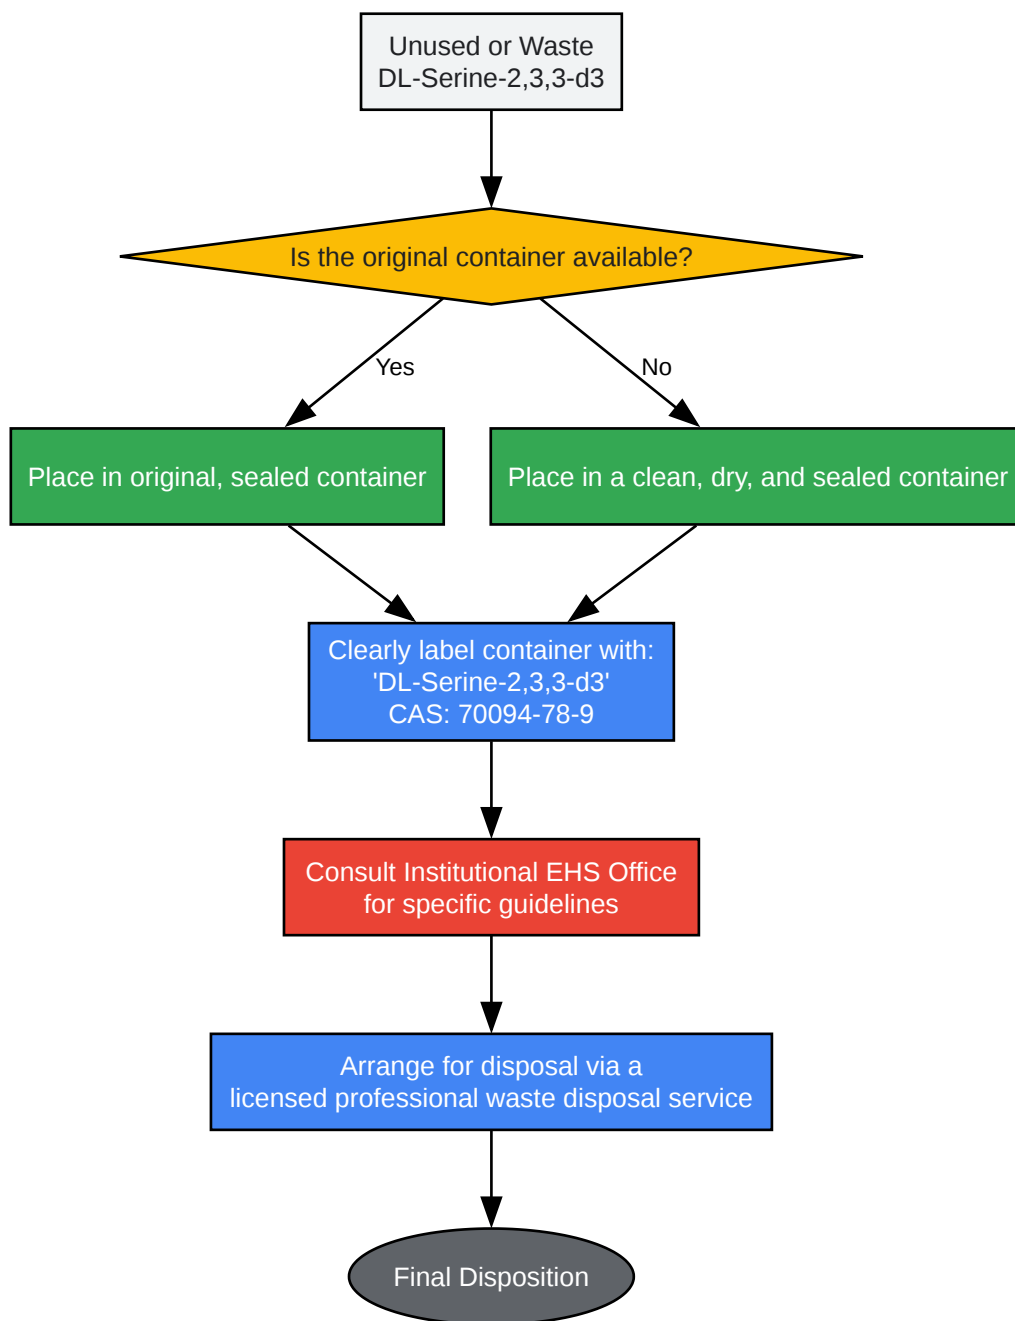 Unused or Waste
DL-Serine-2,3,3-d3
Is the original container available?
Yes
No
Place in original, sealed container
Place in a clean, dry, and sealed container
Clearly label container with:
'DL-Serine-2,3,3-d3'
CAS: 70094-78-9
Consult Institutional EHS Office
for specific guidelines
Arrange for disposal via a
licensed professional waste disposal service
Final Disposition